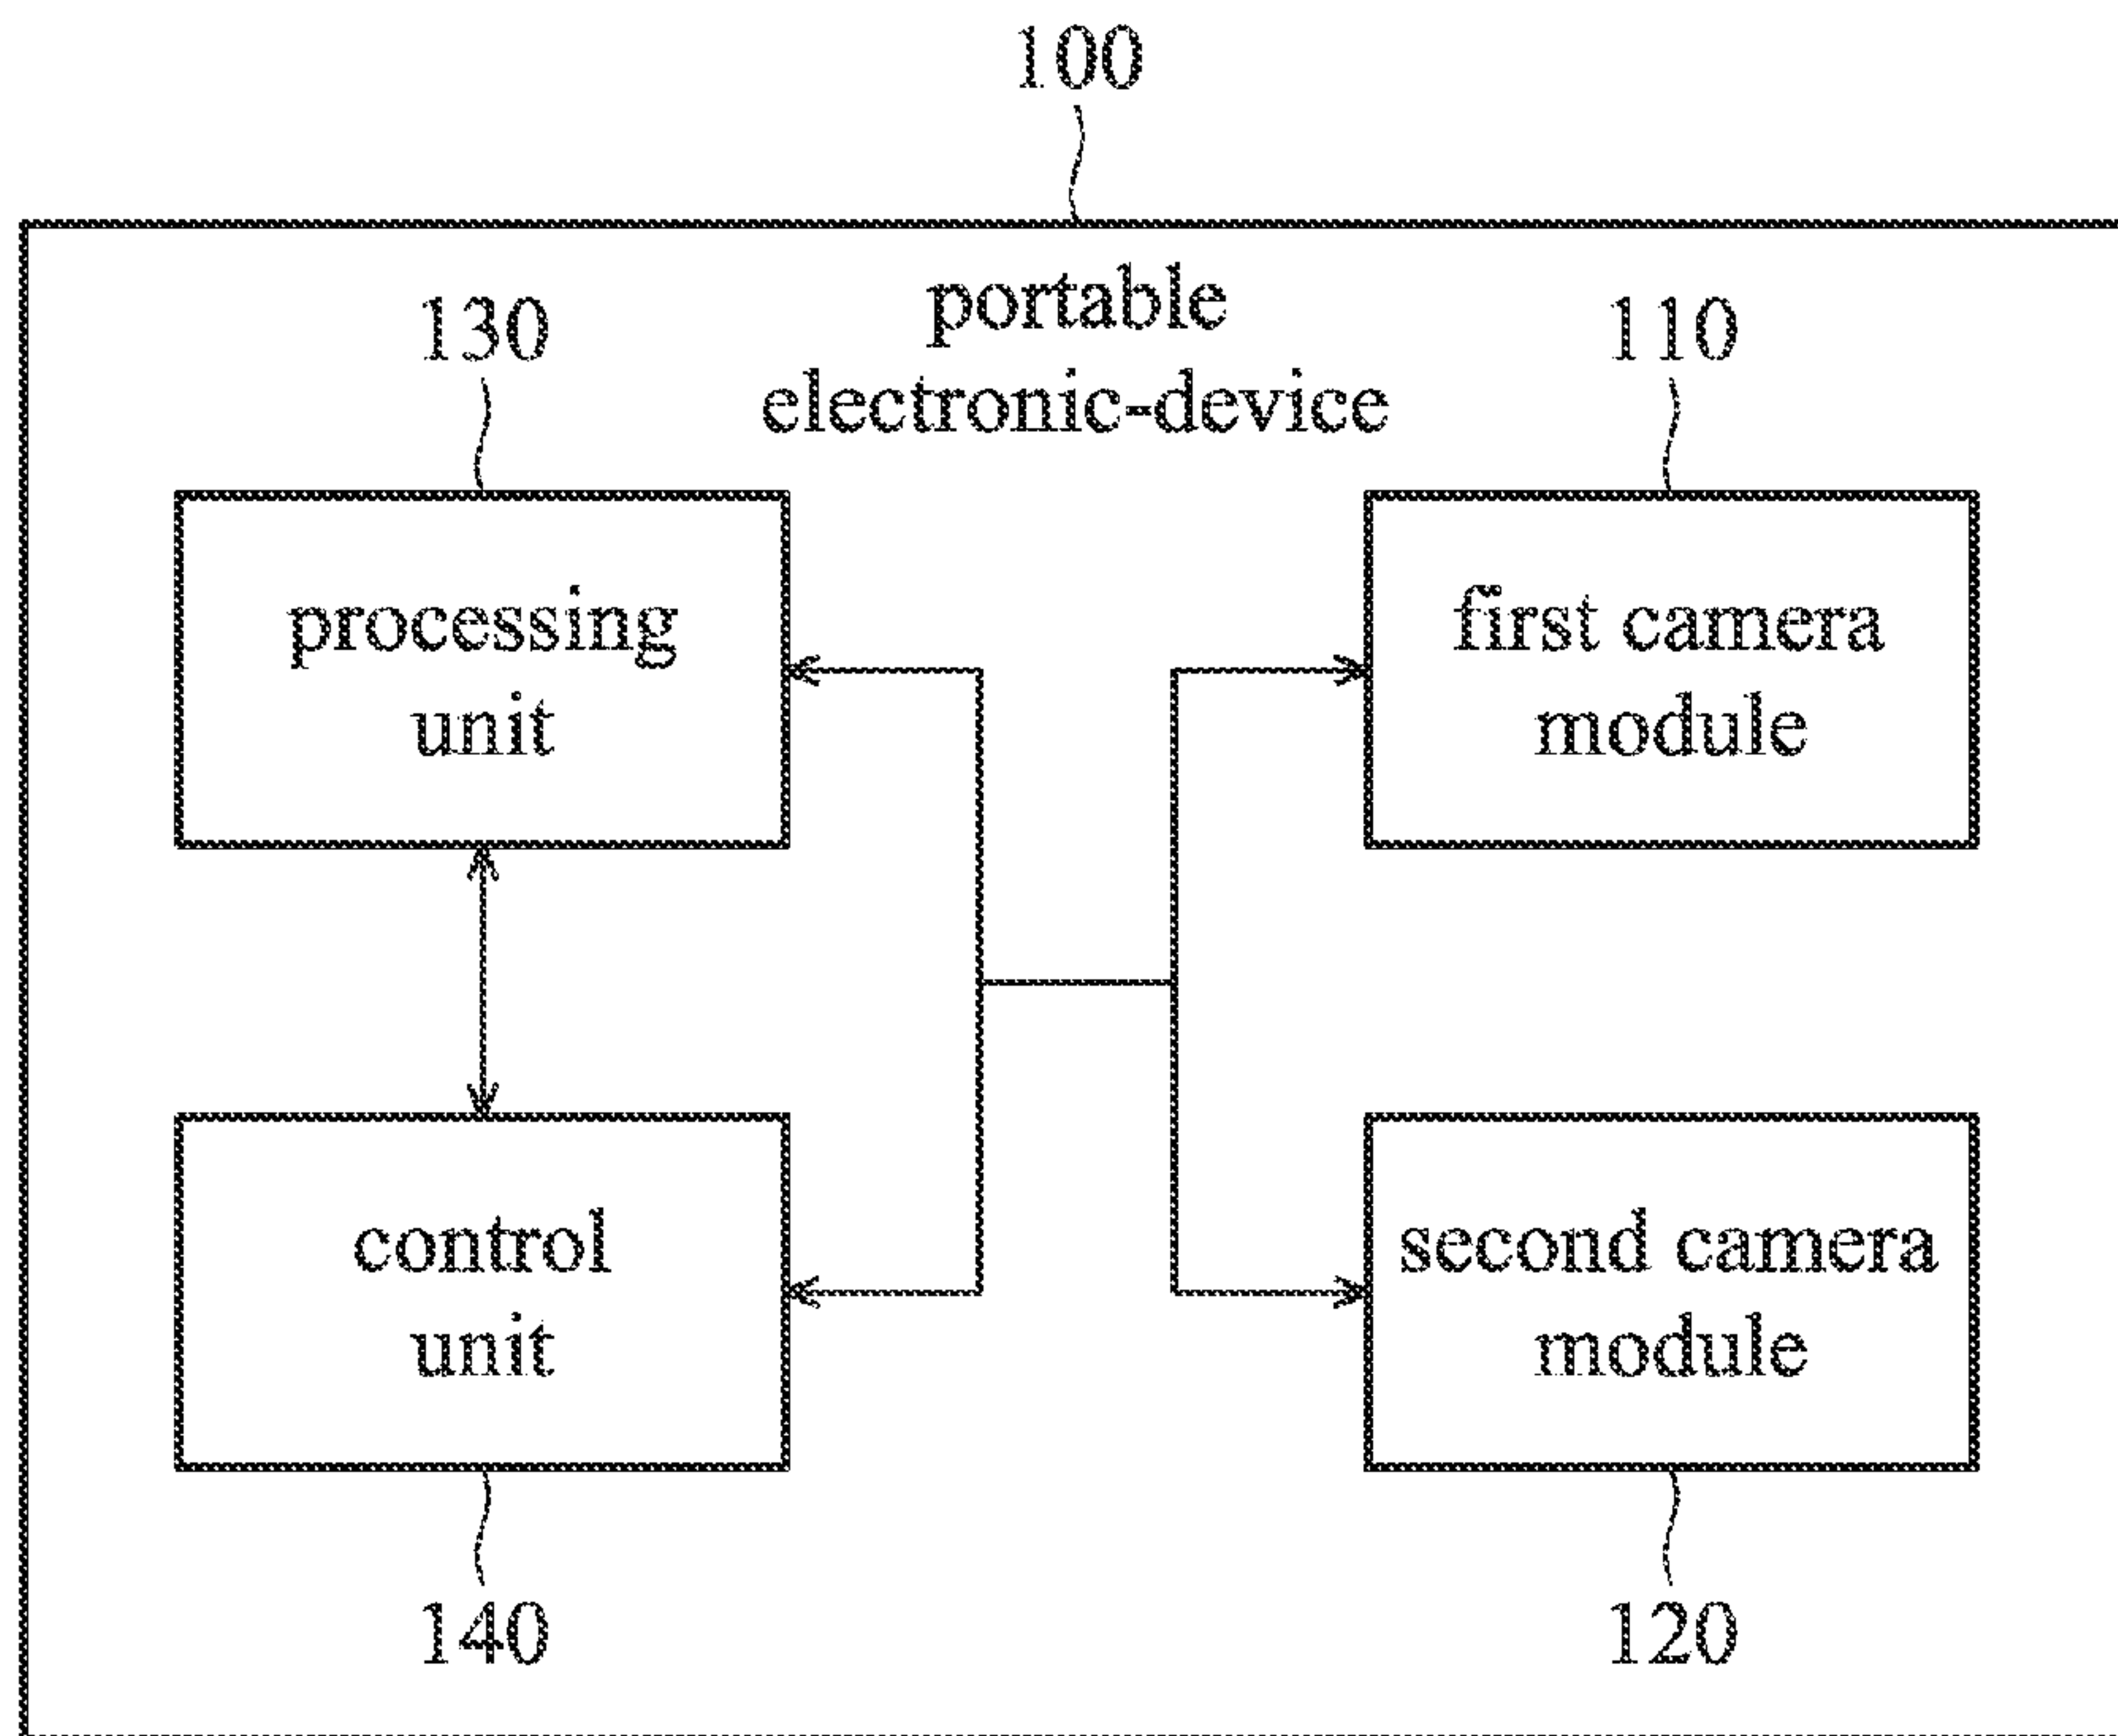 100
portable
electronic-device
130
110
processing
unit
first camera
module
control
unit
second camera
module
140
120